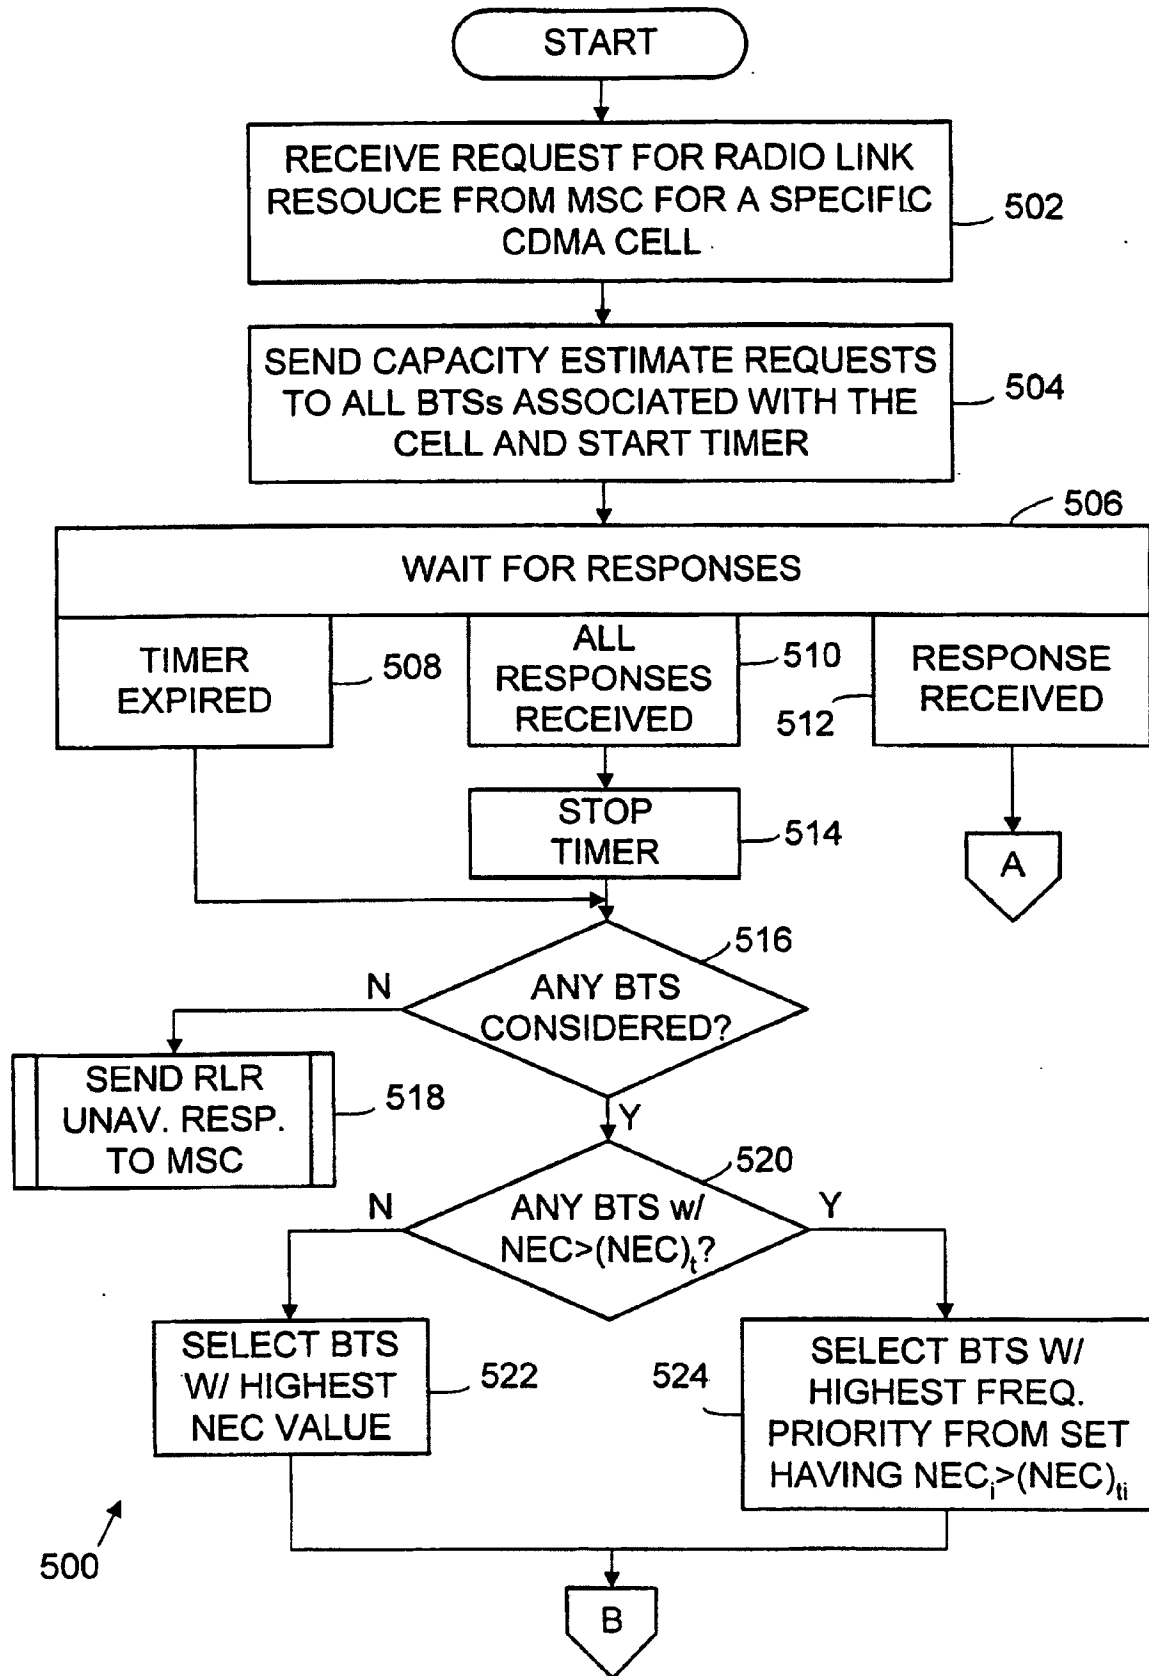 START
RECEIVE REQUEST FOR RADIO LINK
RESOUCE FROM MSC FOR A SPECIFIC
CDMA CELL
502
SEND CAPACITY ESTIMATE REQUESTS
TO ALL BTSs ASSOCIATED WITH THE
CELL AND START TIMER
504
506
WAIT FOR RESPONSES
TIMER
EXPIRED
508
ALL
RESPONSES
RECEIVED
510
RESPONSE
RECEIVED
512
STOP
TIMER
514
A
516
ANY BTS
CONSIDERED?
N
Y
SEND RLR
UNAV. RESP.
TO MSC
518
520
ANY BTS w/
NEC>(NEC)t?
N
Y
SELECT BTS
W/ HIGHEST
NEC VALUE
522
524
SELECT BTS W/
HIGHEST FREQ.
PRIORITY FROM SET
HAVING NECi>(NEC)ti
500
B